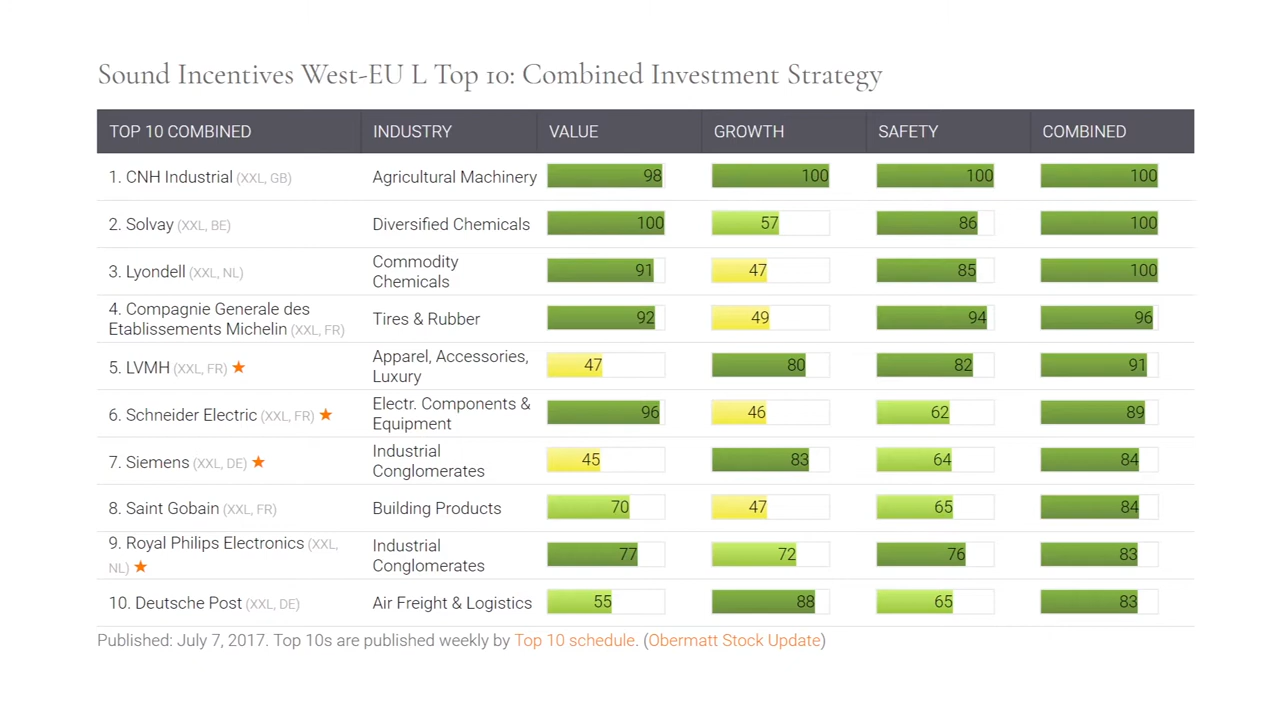 Sound Incentives West-EU L Top 10: Combined Investment Strategy
TOP 10 COMBINED INDUSTRY VALUE GROWTH SAFETY COMBINED
1. CNH Industrial (XXL, GB) Agricultural Machinery 98 100 100 100
2. Solvay (XXL, BE) Diversified Chemicals 100 57 86 100
3. Lyondell (XXL, NL) Commodity
Chemicals 91 47 85 100
4. Compagnie Generale des
Etablissements Michelin (XXL, FR) Tires & Rubber 92 49 94 96
5. LVMH (XXL, FR) ★ Apparel, Accessories,
Luxury 47 80 82 91
6. Schneider Electric (XXL, FR) ★ Electr. Components &
Equipment 96 46 62 89
7. Siemens (XXL, DE) ★ Industrial
Conglomerates 45 83 64 84
8. Saint Gobain (XXL, FR) Building Products 70 47 65 84
9. Royal Philips Electronics (XXL,
NL) ★ Industrial
Conglomerates 77 72 76 83
10. Deutsche Post (XXL, DE) Air Freight & Logistics 55 88 65 83
Published: July 7, 2017. Top 10s are published weekly by Top 10 schedule. (Obermatt Stock Update)